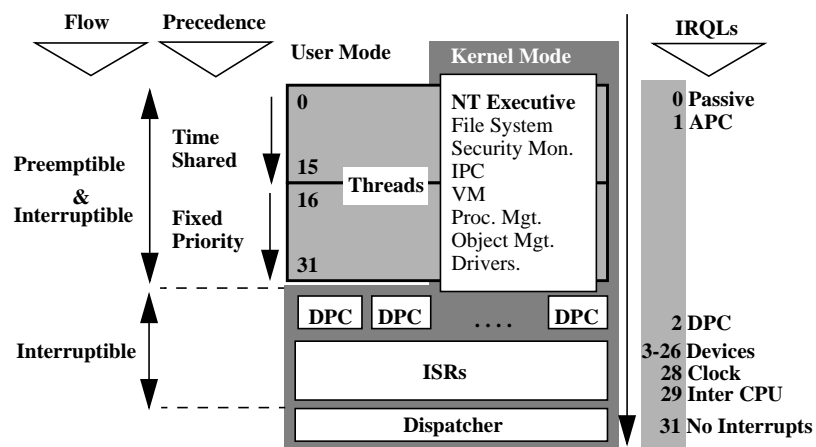 Flow
Precedence
IRQLs
User Mode
Kernel Mode
Preemptible
&
Interruptible
Time
Shared
Fixed
Priority
0
15
16
31
Threads
NT Executive
File System
Security Mon.
IPC
VM
Proc. Mgt.
Object Mgt.
Drivers.
0 Passive
1 APC
Interruptible
DPC
DPC
....
DPC
ISRs
Dispatcher
2 DPC
3-26 Devices
28 Clock
29 Inter CPU
31 No Interrupts